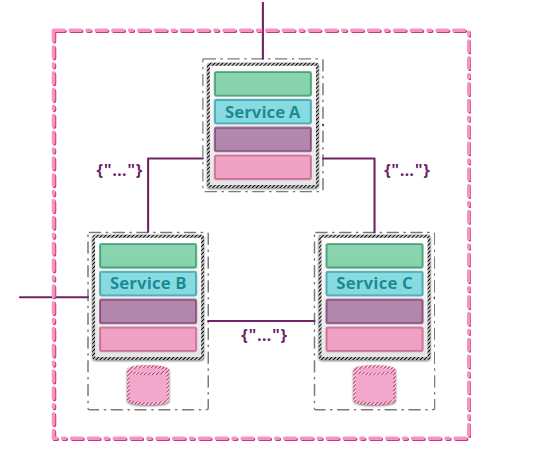 Service A
{"..."}
{"..."}
Service B
Service C
{"..."}